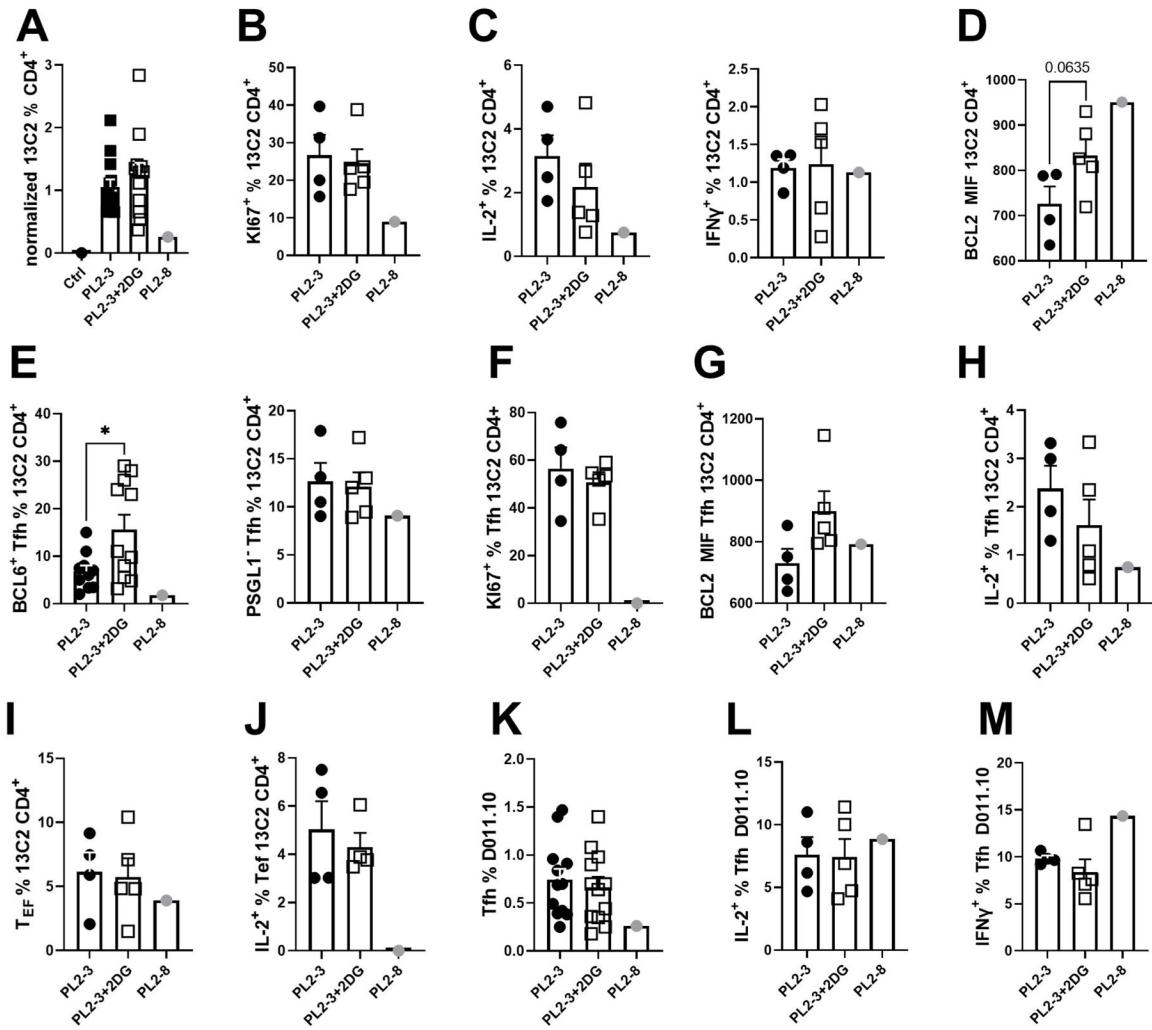 A
normalized 13C2 % CD4⁺
3
2
1
0
Ctrl
PL2-3
PL2-3+2DG
PL2-8
B
KI67⁺ % 13C2 CD4⁺
50
40
30
20
10
0
PL2-3
PL2-3+2DG
PL2-8
C
IL-2⁺ % 13C2 CD4⁺
6
4
2
0
PL2-3
PL2-3+2DG
PL2-8
IFNγ⁺ % 13C2 CD4⁺
2.5
2.0
1.5
1.0
0.5
0.0
PL2-3
PL2-3+2DG
PL2-8
D
0.0635
BCL2 MIF 13C2 CD4⁺
1000
900
800
700
600
PL2-3
PL2-3+2DG
PL2-8
E
BCL6⁺ Tfh % 13C2 CD4⁺
*
40
30
20
10
0
PL2-3
PL2-3+2DG
PL2-8
PSGL1⁻ Tfh % 13C2 CD4⁺
20
15
10
5
0
PL2-3
PL2-3+2DG
PL2-8
F
KI67⁺ % Tfh 13C2 CD4+
80
60
40
20
0
PL2-3
PL2-3+2DG
PL2-8
G
BCL2 MIF Tfh 13C2 CD4⁺
1200
1000
800
600
PL2-3
PL2-3+2DG
PL2-8
H
IL-2⁺ % Tfh 13C2 CD4⁺
4
3
2
1
0
PL2-3
PL2-3+2DG
PL2-8
I
TEF % 13C2 CD4⁺
15
10
5
0
PL2-3
PL2-3+2DG
PL2-8
J
IL-2⁺ % Tef 13C2 CD4⁺
8
6
4
2
0
PL2-3
PL2-3+2DG
PL2-8
K
Tfh % D011.10
2.0
1.5
1.0
0.5
0.0
PL2-3
PL2-3+2DG
PL2-8
L
IL-2⁺ % Tfh D011.10
15
10
5
0
PL2-3
PL2-3+2DG
PL2-8
M
IFNγ⁺ % Tfh D011.10
20
15
10
5
0
PL2-3
PL2-3+2DG
PL2-8